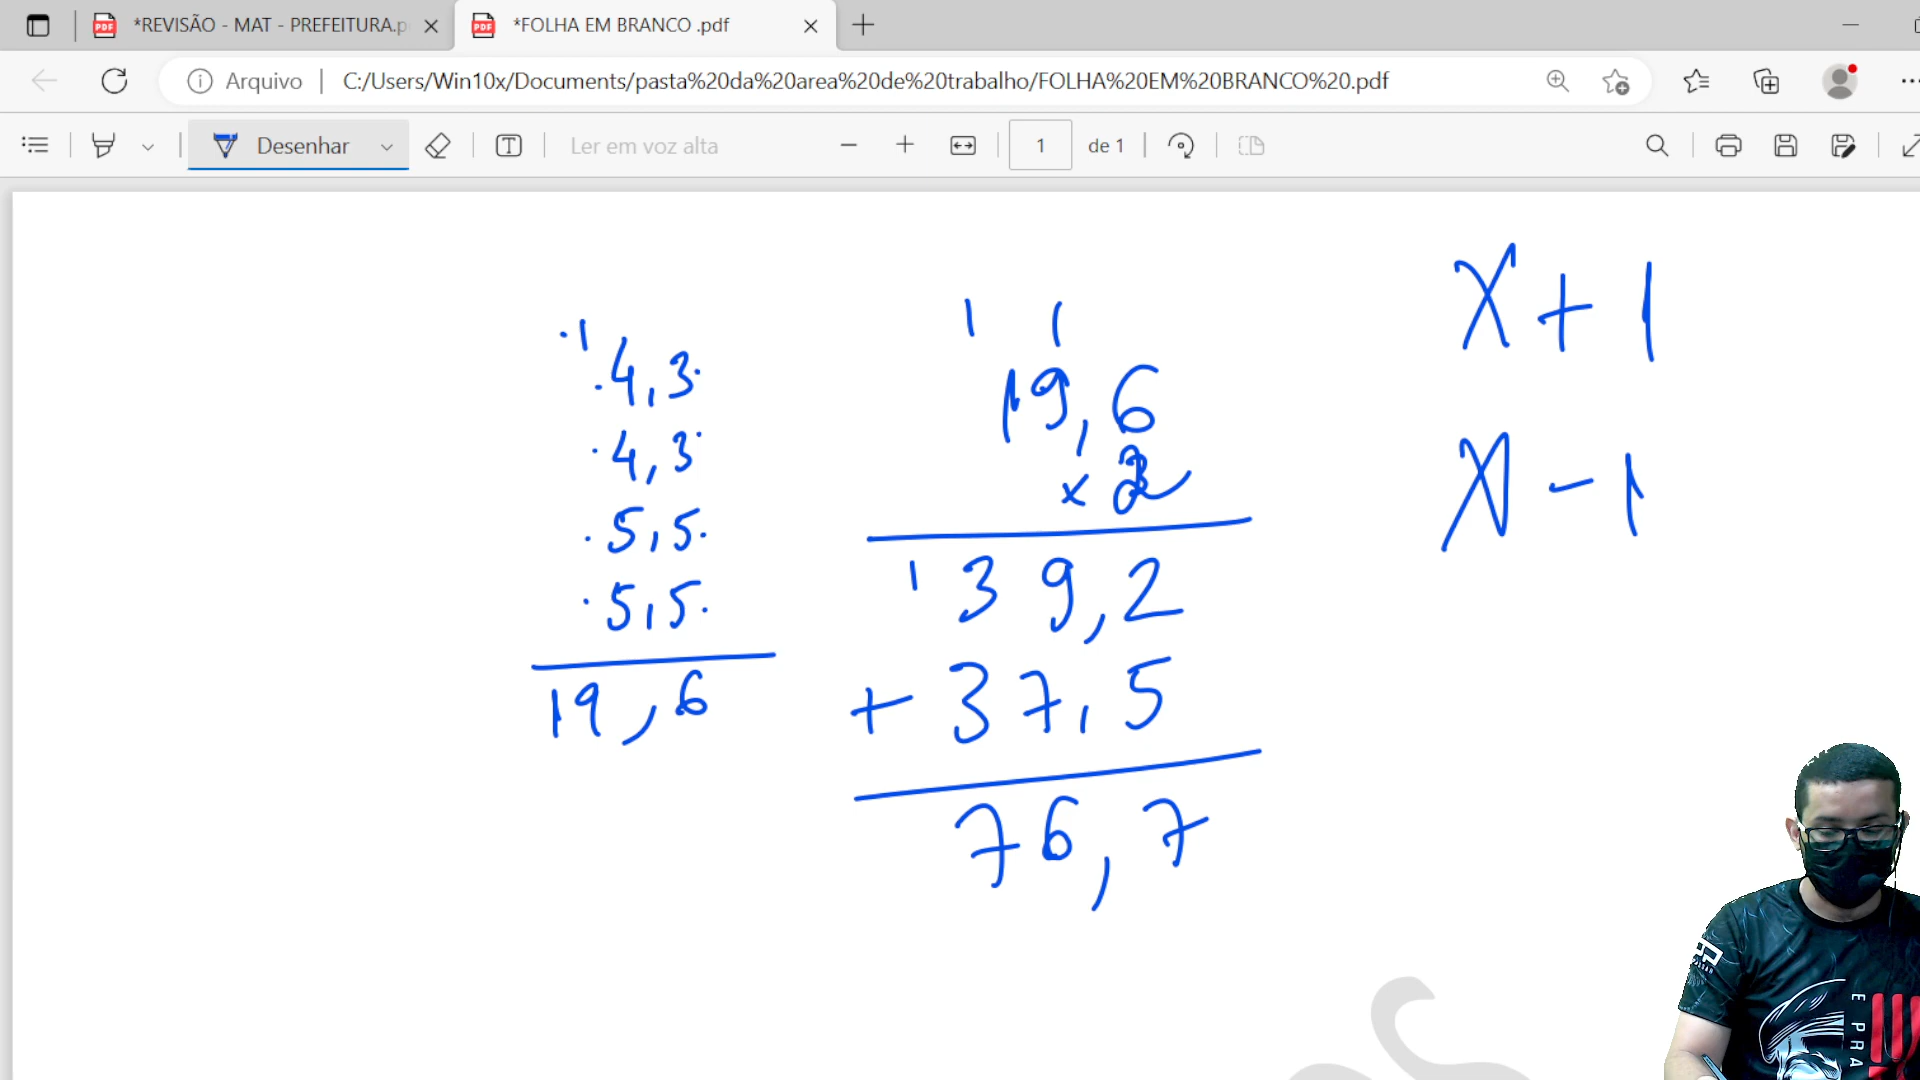 *REVISÃO - MAT - PREFEITURA.p
*FOLHA EM BRANCO .pdf
Arquivo | C:/Users/Win10x/Documents/pasta%20da%20area%20de%20trabalho/FOLHA%20EM%20BRANCO%20.pdf
Desenhar
Ler em voz alta
1 de 1
1
4,3
4,3
5,5
5,5
19,6
1 1
19,6
x 2
1
39,2
+ 37,5
76,7
X + 1
X - 1
E PRA